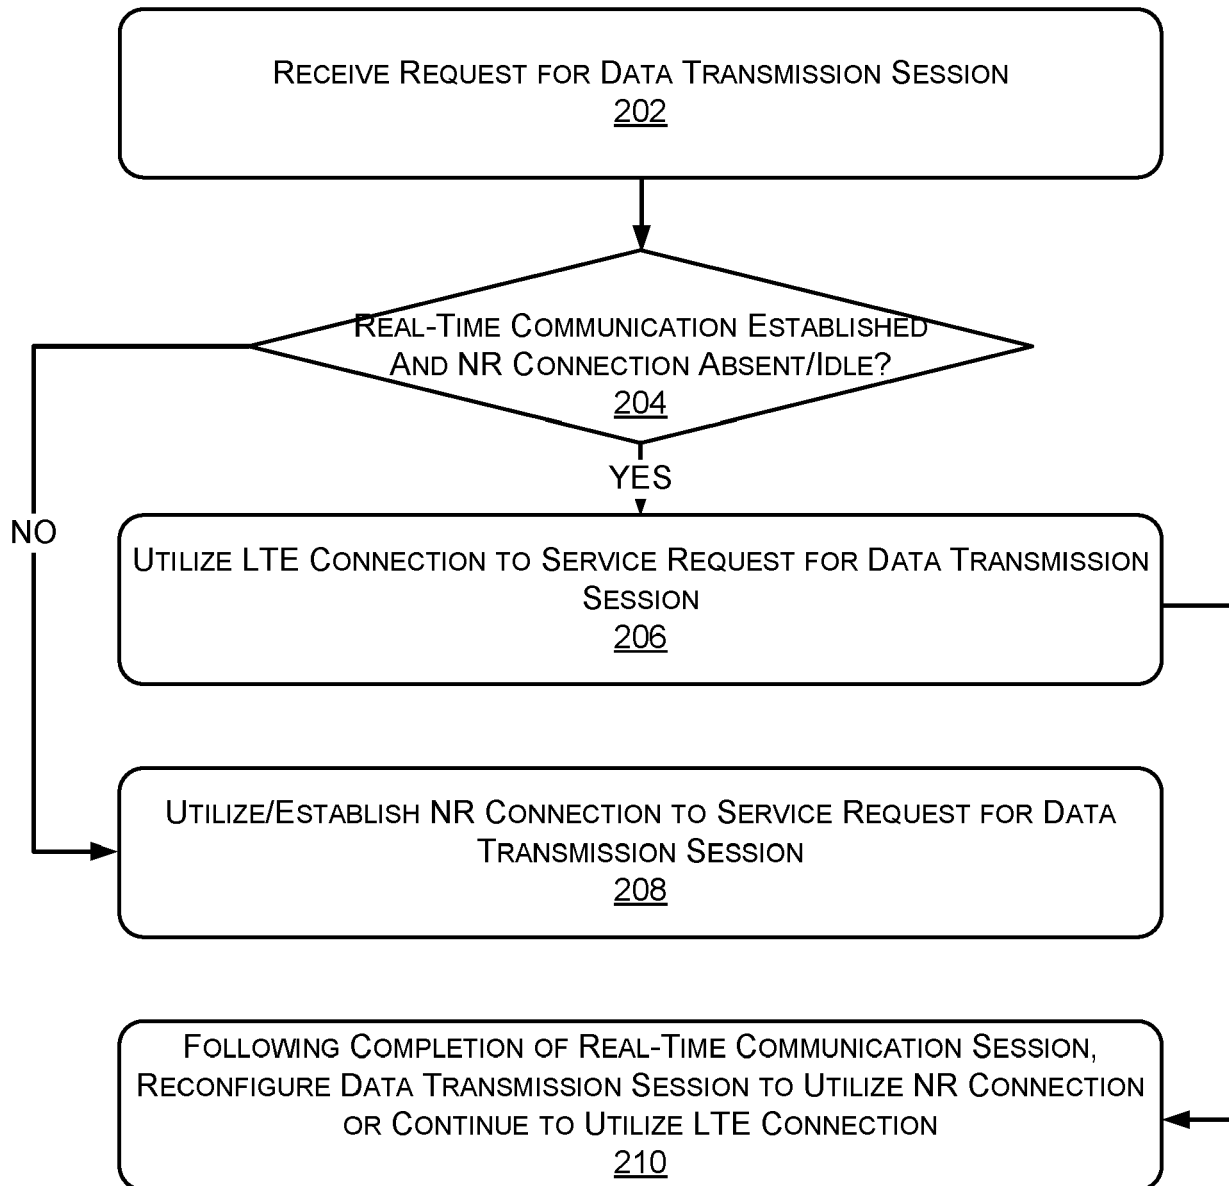 RECEIVE REQUEST FOR DATA TRANSMISSION SESSION
202
REAL-TIME COMMUNICATION ESTABLISHED
AND NR CONNECTION ABSENT/IDLE?
204
YES
NO
UTILIZE LTE CONNECTION TO SERVICE REQUEST FOR DATA TRANSMISSION
SESSION
206
UTILIZE/ESTABLISH NR CONNECTION TO SERVICE REQUEST FOR DATA
TRANSMISSION SESSION
208
FOLLOWING COMPLETION OF REAL-TIME COMMUNICATION SESSION,
RECONFIGURE DATA TRANSMISSION SESSION TO UTILIZE NR CONNECTION
OR CONTINUE TO UTILIZE LTE CONNECTION
210